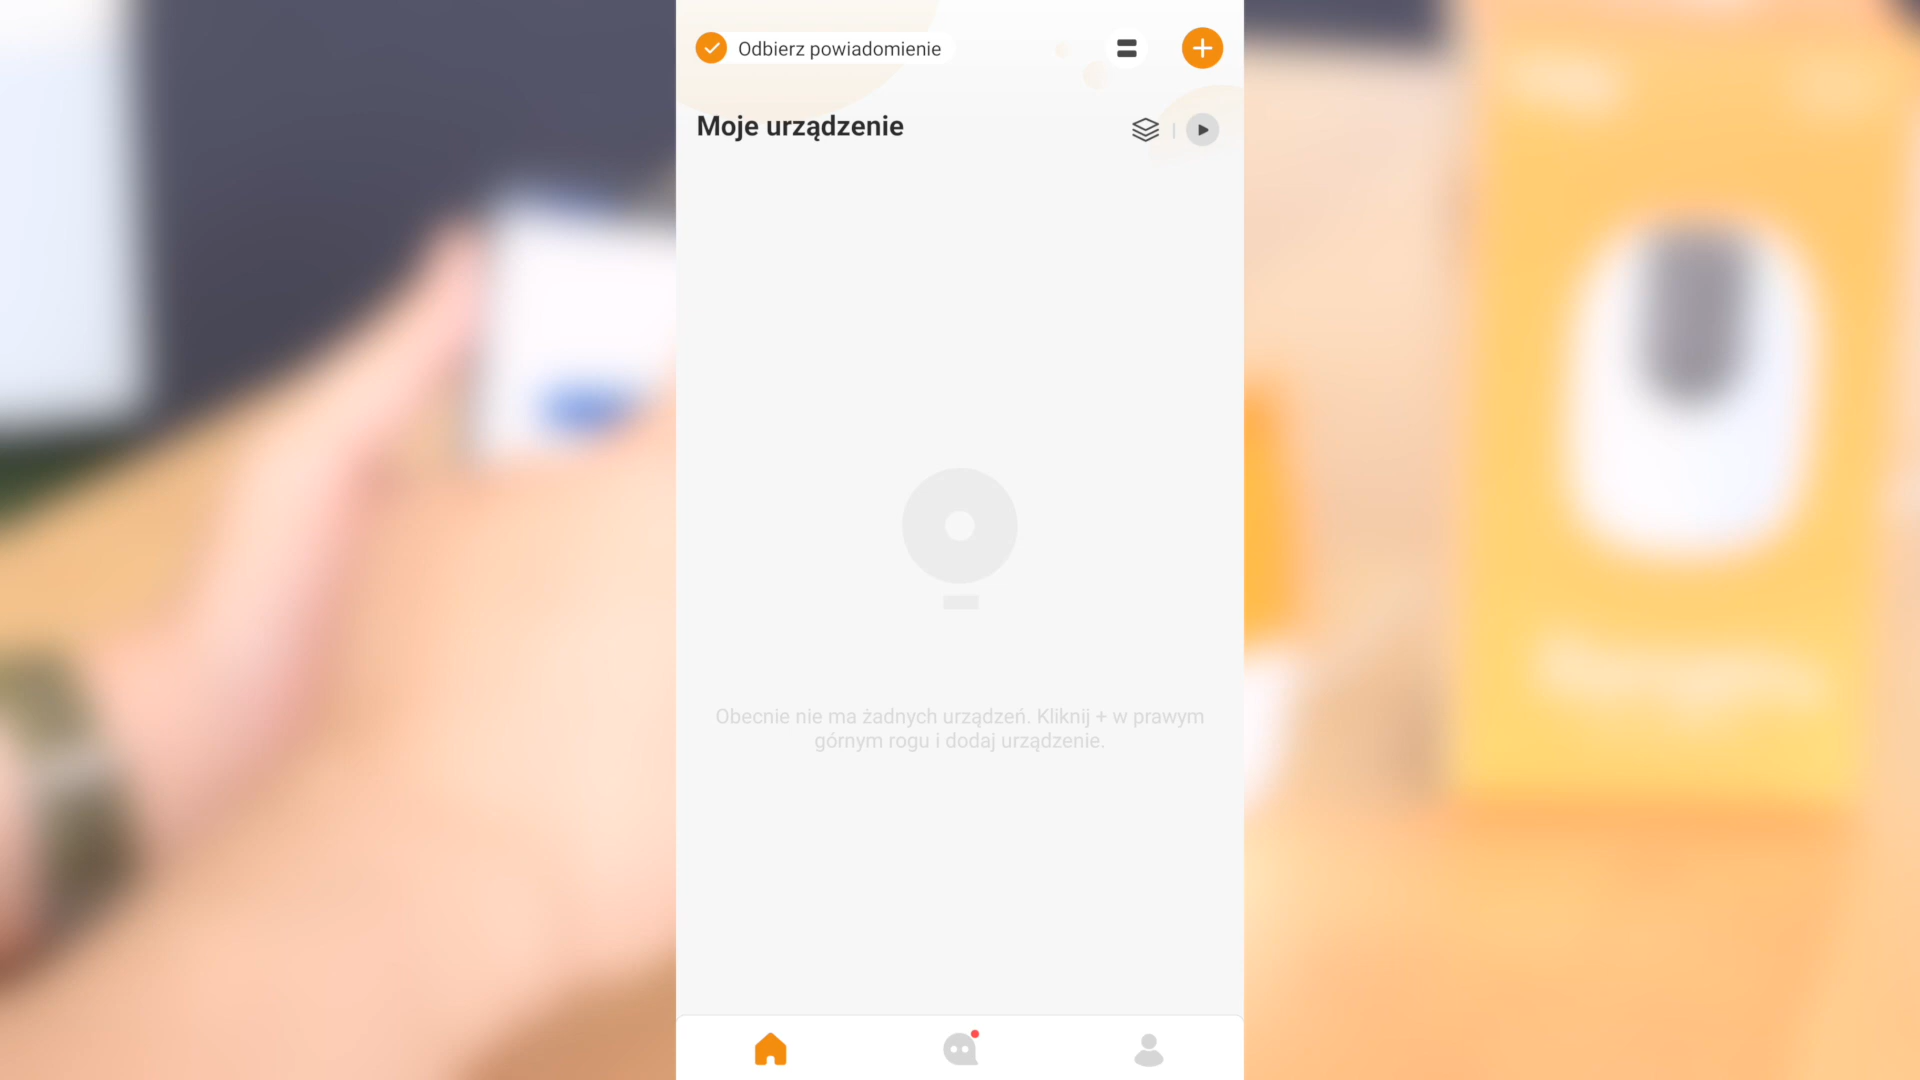 Odbierz powiadomienie
Moje urządzenie
Obecnie nie ma żadnych urządzeń. Kliknij + w prawym
górnym rogu i dodaj urządzenie.